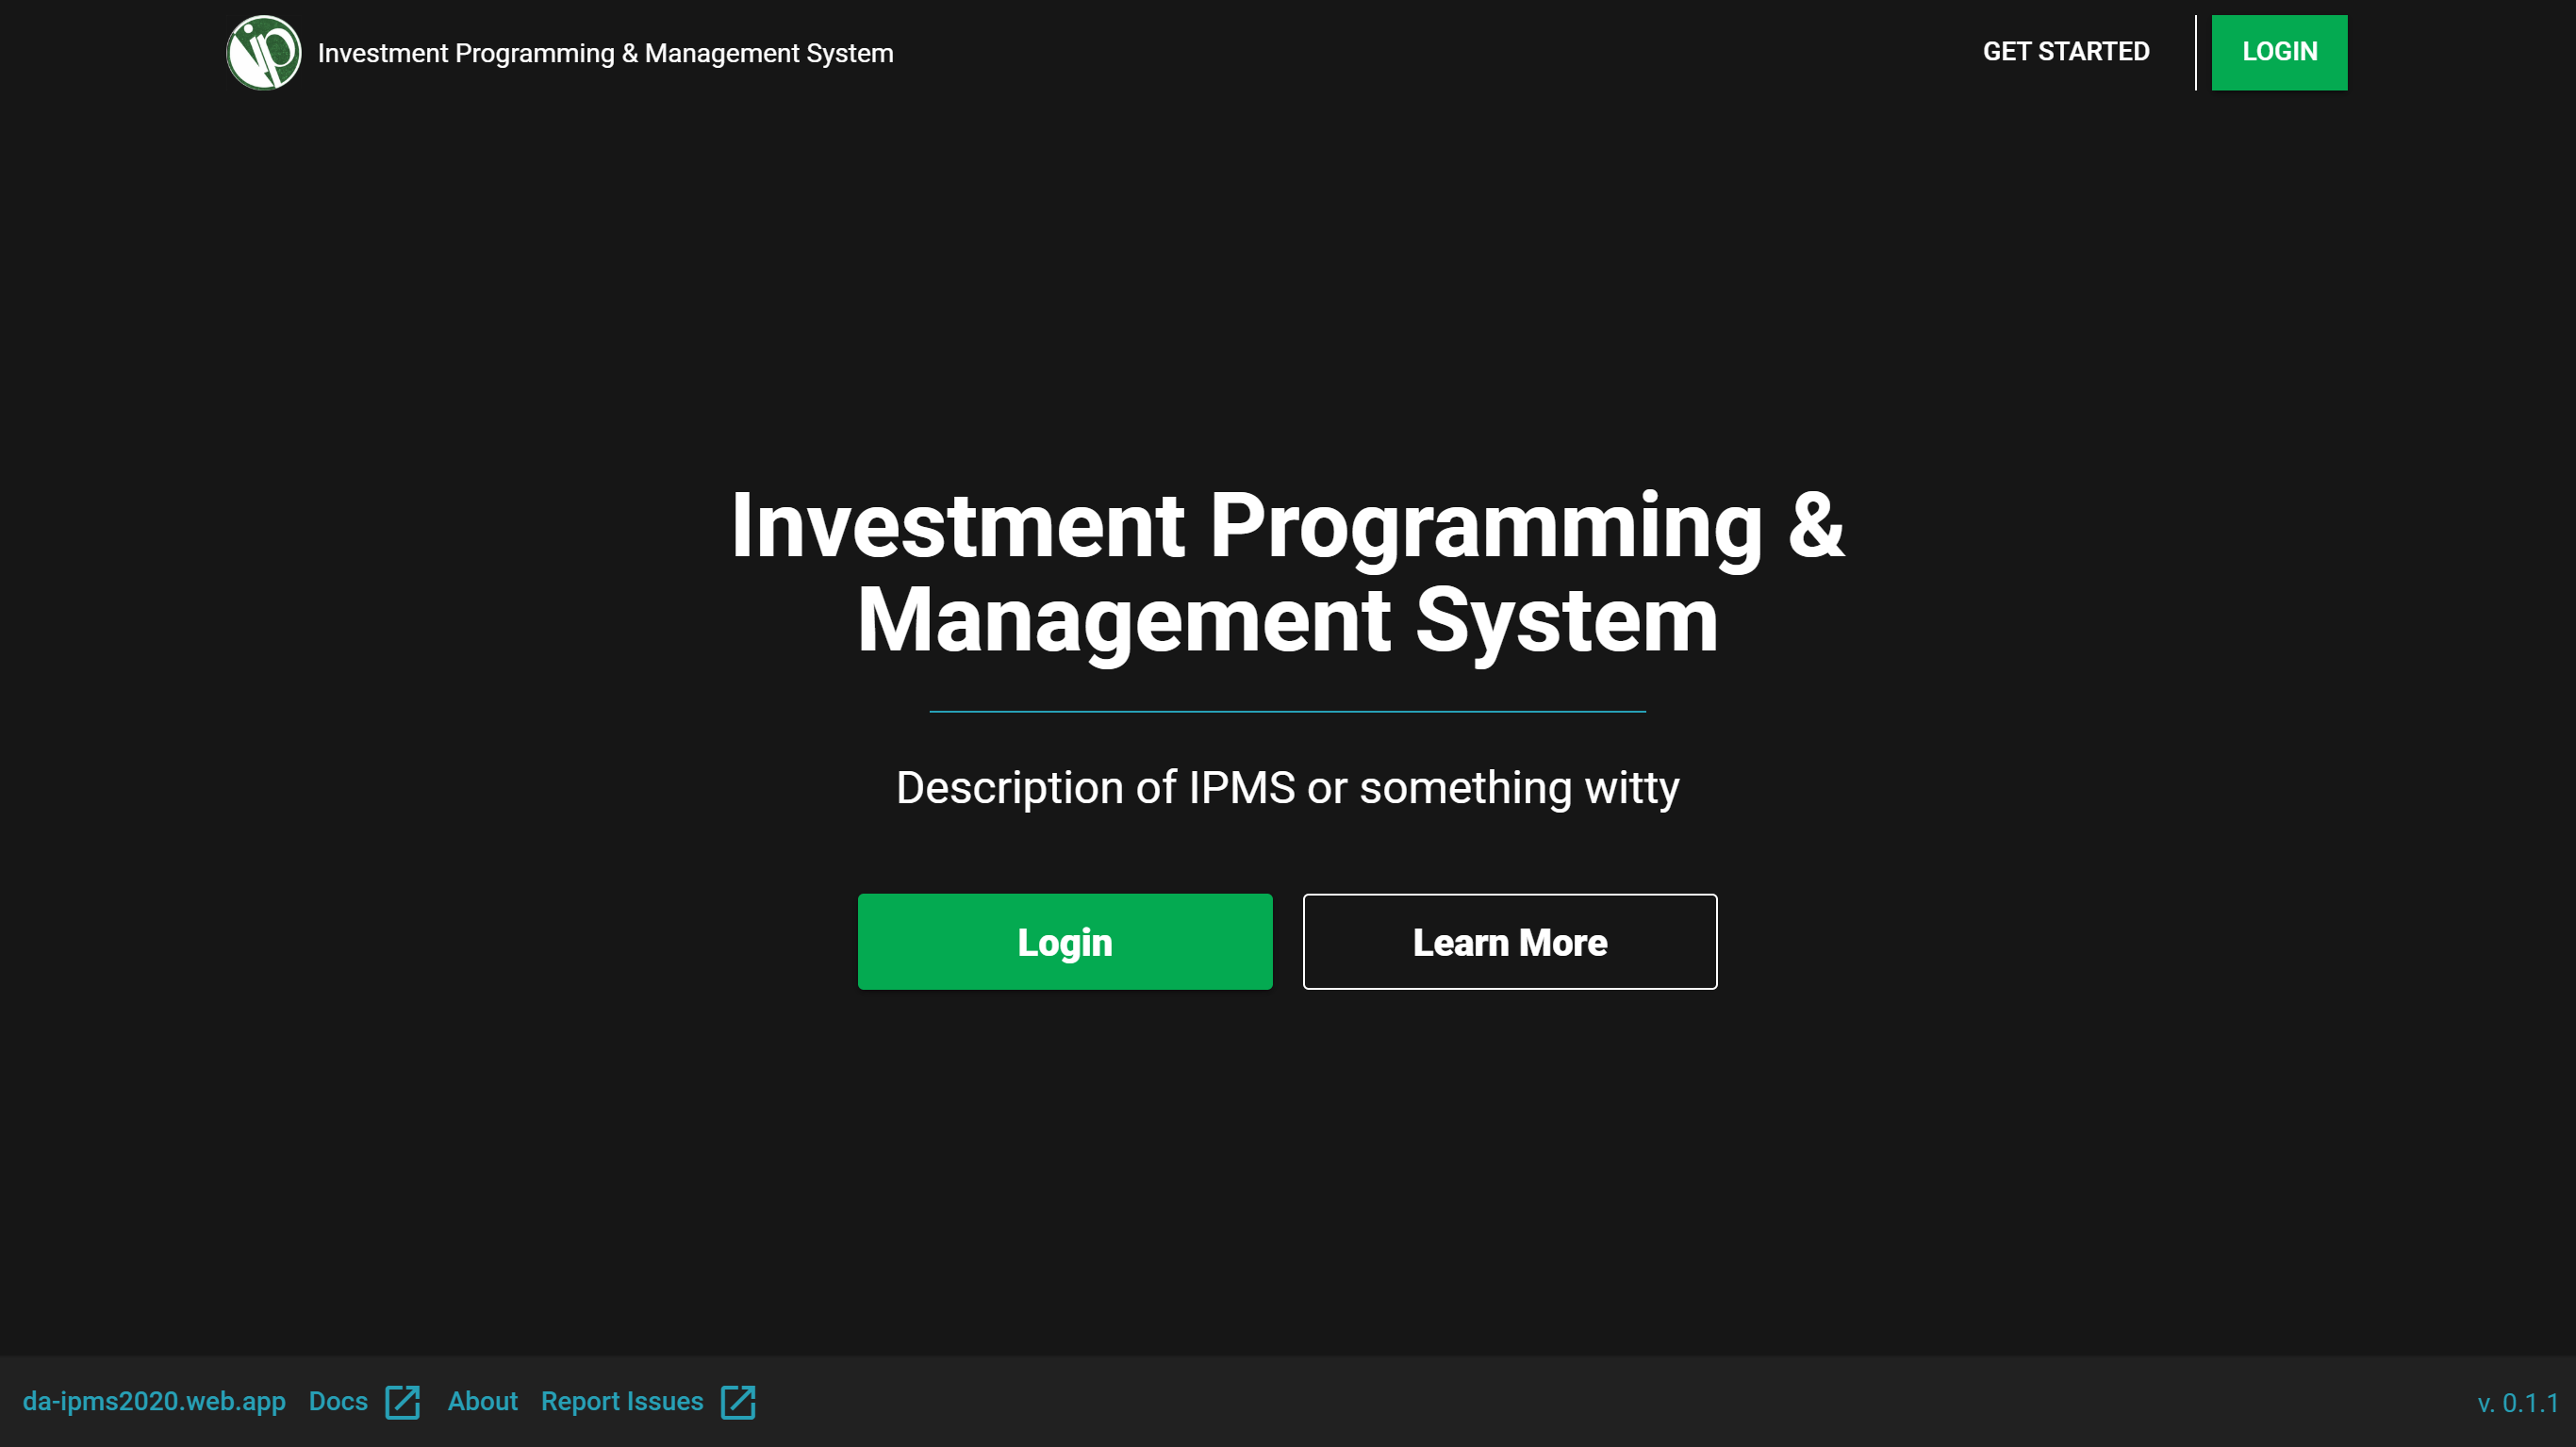 ip
Investment Programming & Management System
GET STARTED
LOGIN
Investment Programming &
Management System
Description of IPMS or something witty
Login
Learn More
da-ipms2020.web.app
Docs
About
Report Issues
v. 0.1.1